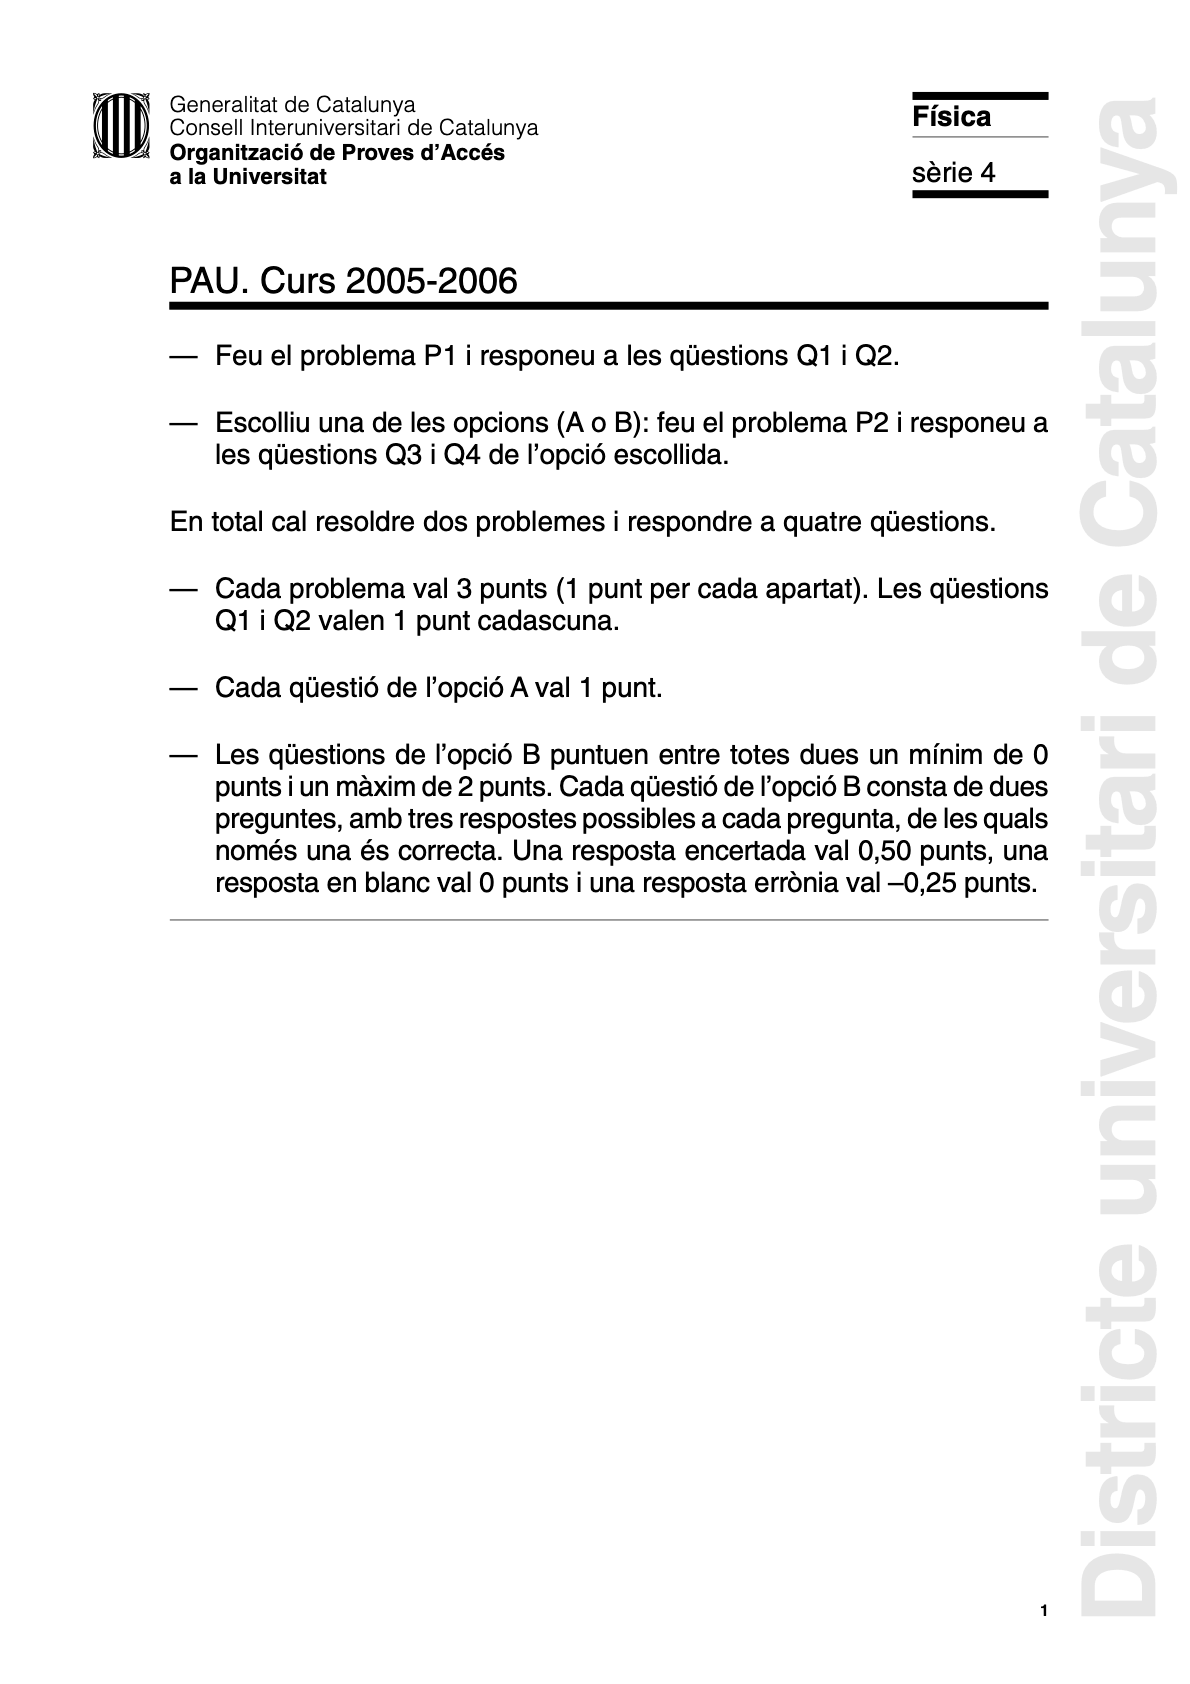 Generalitat de Catalunya
Consell Interuniversitari de Catalunya
Organització de Proves d’Accés
a la Universitat
Física
sèrie 4
PAU. Curs 2005-2006
— Feu el problema P1 i responeu a les qüestions Q1 i Q2.
— Escolliu una de les opcions (A o B): feu el problema P2 i responeu a
les qüestions Q3 i Q4 de l’opció escollida.
En total cal resoldre dos problemes i respondre a quatre qüestions.
— Cada problema val 3 punts (1 punt per cada apartat). Les qüestions
Q1 i Q2 valen 1 punt cadascuna.
— Cada qüestió de l’opció A val 1 punt.
— Les qüestions de l’opció B puntuen entre totes dues un mínim de 0
punts i un màxim de 2 punts. Cada qüestió de l’opció B consta de dues
preguntes, amb tres respostes possibles a cada pregunta, de les quals
només una és correcta. Una resposta encertada val 0,50 punts, una
resposta en blanc val 0 punts i una resposta errònia val –0,25 punts.
1
Districte universitari de Catalunya